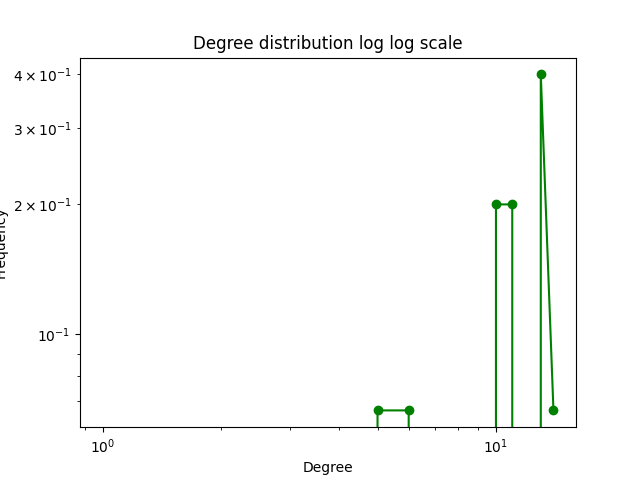 Degree distribution log log scale
4 × 10⁻¹
3 × 10⁻¹
2 × 10⁻¹
10⁻¹
10⁰
10¹
Degree